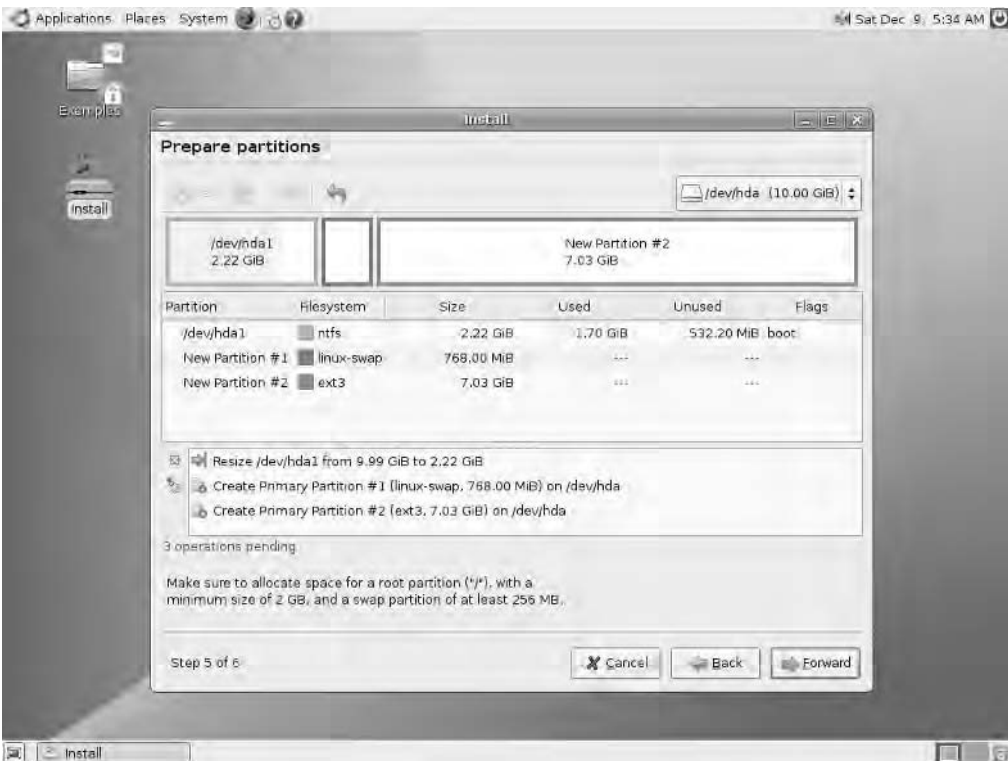 Applications Places System
Sat Dec 9, 5:34 AM
Examples
Install
Install
Prepare partitions
/dev/hda (10.00 GiB)
/dev/hda1
2.22 GiB
New Partition #2
7.03 GiB
Partition Filesystem Size Used Unused Flags
/dev/hda1 ntfs 2.22 GiB 1.70 GiB 532.20 MiB boot
New Partition #1 linux-swap 768.00 MiB --- ---
New Partition #2 ext3 7.03 GiB --- ---
Resize /dev/hda1 from 9.99 GiB to 2.22 GiB
Create Primary Partition #1 (linux-swap, 768.00 MiB) on /dev/hda
Create Primary Partition #2 (ext3, 7.03 GiB) on /dev/hda
3 operations pending
Make sure to allocate space for a root partition ("/"), with a
minimum size of 2 GB, and a swap partition of at least 256 MB.
Step 5 of 6
Cancel Back Forward
Install